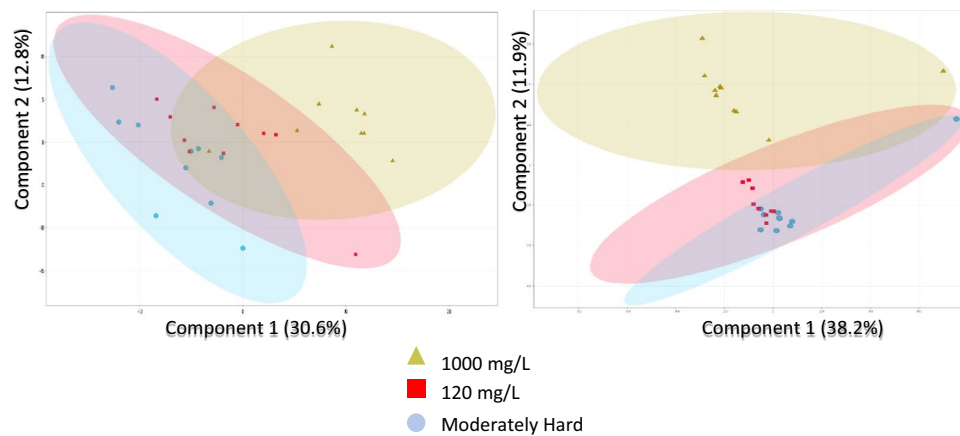 Component 2 (12.8%)
Component 1 (30.6%)
Component 2 (11.9%)
Component 1 (38.2%)
1000 mg/L
120 mg/L
Moderately Hard